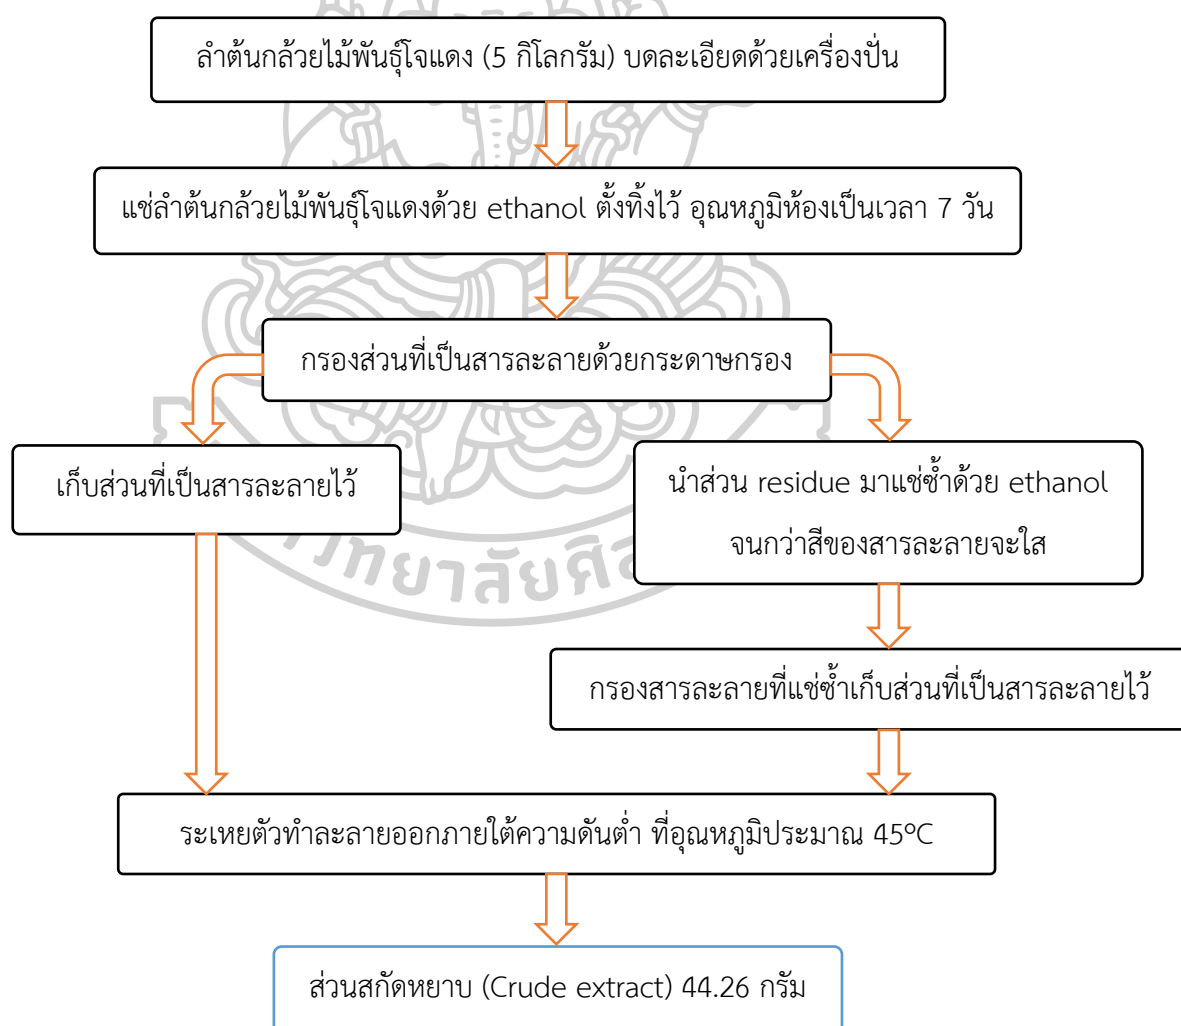 ลำต้นกล้วยไม้พันธุ์โจแดง (5 กิโลกรัม) บดละเอียดด้วยเครื่องปั่น
แช่ลำต้นกล้วยไม้พันธุ์โจแดงด้วย ethanol ตั้งทิ้งไว้ อุณหภูมิห้องเป็นเวลา 7 วัน
กรองส่วนที่เป็นสารละลายด้วยกระดาษกรอง
เก็บส่วนที่เป็นสารละลายไว้
นำส่วน residue มาแช่ซ้ำด้วย ethanol
จนกว่าสีของสารละลายจะใส
วิทยาลัยศิ
กรองสารละลายที่แช่ซ้ำเก็บส่วนที่เป็นสารละลายไว้
ระเหยตัวทำละลายออกภายใต้ความดันต่ำ ที่อุณหภูมิประมาณ 45ºC
ส่วนสกัดหยาบ (Crude extract) 44.26 กรัม